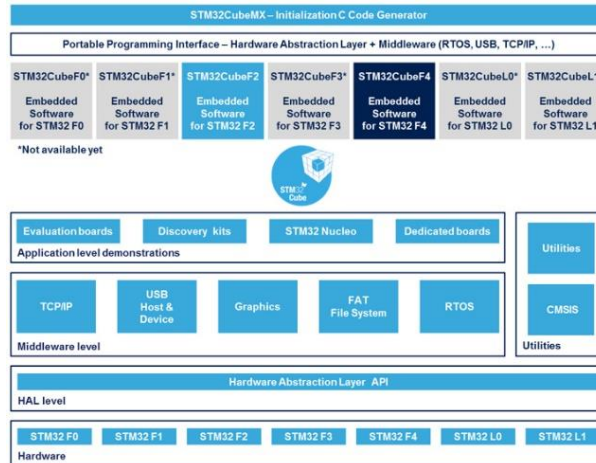 STM32CubeMX – Initialization C Code Generator
Portable Programming Interface – Hardware Abstraction Layer + Middleware (RTOS, USB, TCP/IP, ...)
STM32CubeF0* STM32CubeF1* STM32CubeF2 STM32CubeF3* STM32CubeF4 STM32CubeL0* STM32CubeL1
Embedded Embedded Embedded Embedded Embedded Embedded Embedded
Software Software Software Software Software Software Software
for STM32 F0 for STM32 F1 for STM32 F2 for STM32 F3 for STM32 F4 for STM32 L0 for STM32 L1
*Not available yet
STM32
Cube
Evaluation boards Discovery kits STM32 Nucleo Dedicated boards
Application level demonstrations
Utilities
TCP/IP
USB
Host &
Device
Graphics
FAT
File System
RTOS
CMSIS
Middleware level
Utilities
Hardware Abstraction Layer API
HAL level
STM32 F0 STM32 F1 STM32 F2 STM32 F3 STM32 F4 STM32 L0 STM32 L1
Hardware